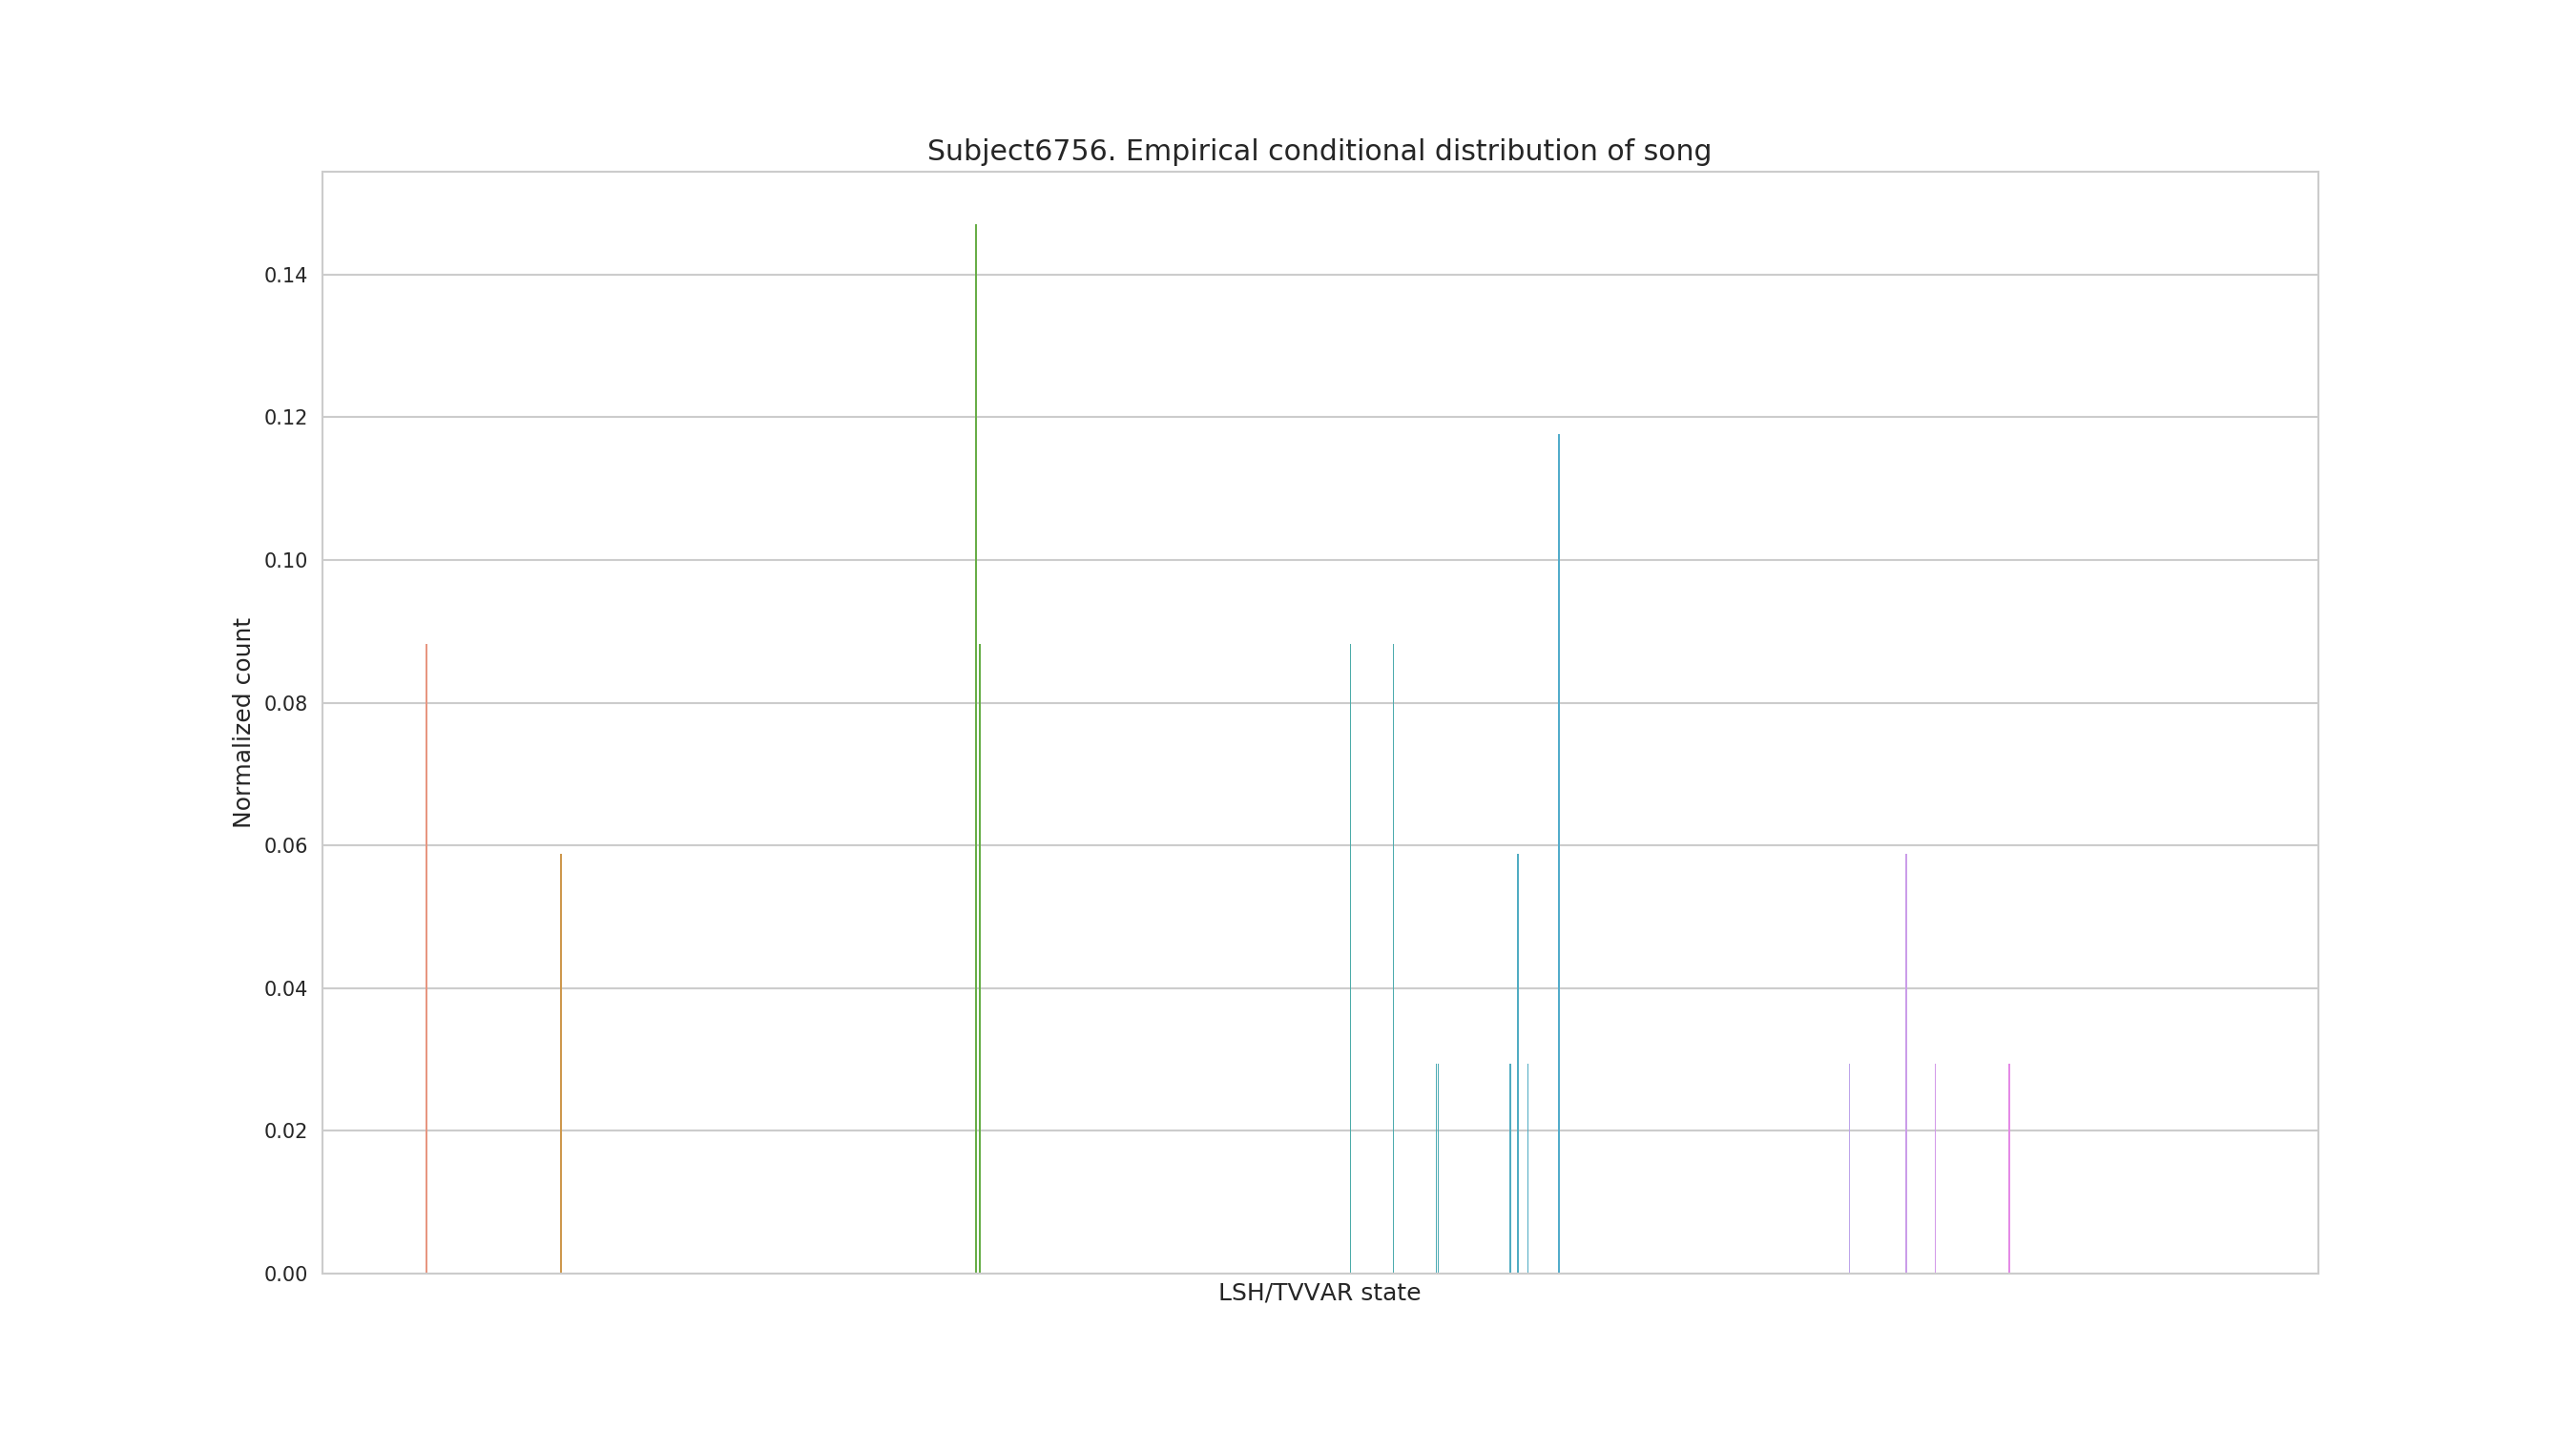 Subject6756. Empirical conditional distribution of song
0.14
0.12
0.10
0.08
0.06
0.04
0.02
0.00
Normalized count
LSH/TVVAR state